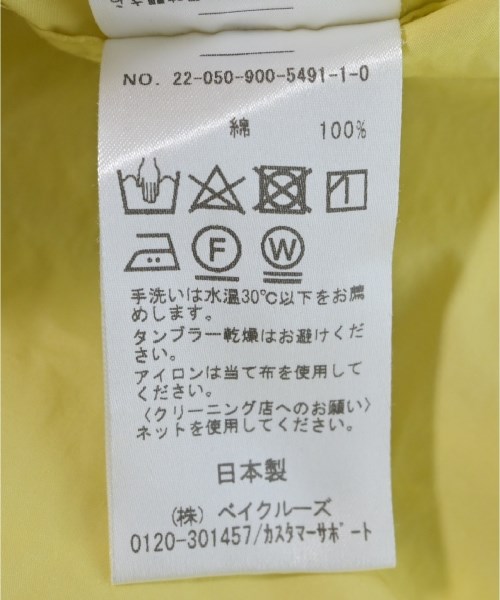 NO. 22-050-900-5491-1-0
綿 100%
F W
手洗いは水温30℃以下をお薦
めします。
タンブラー乾燥はお避けくだ
さい。
アイロンは当て布を使用して
ください。
〈クリーニング店へのお願い〉
ネットを使用してください。
日本製
(株) ベイクルーズ
0120-301457/カスタマーサポート